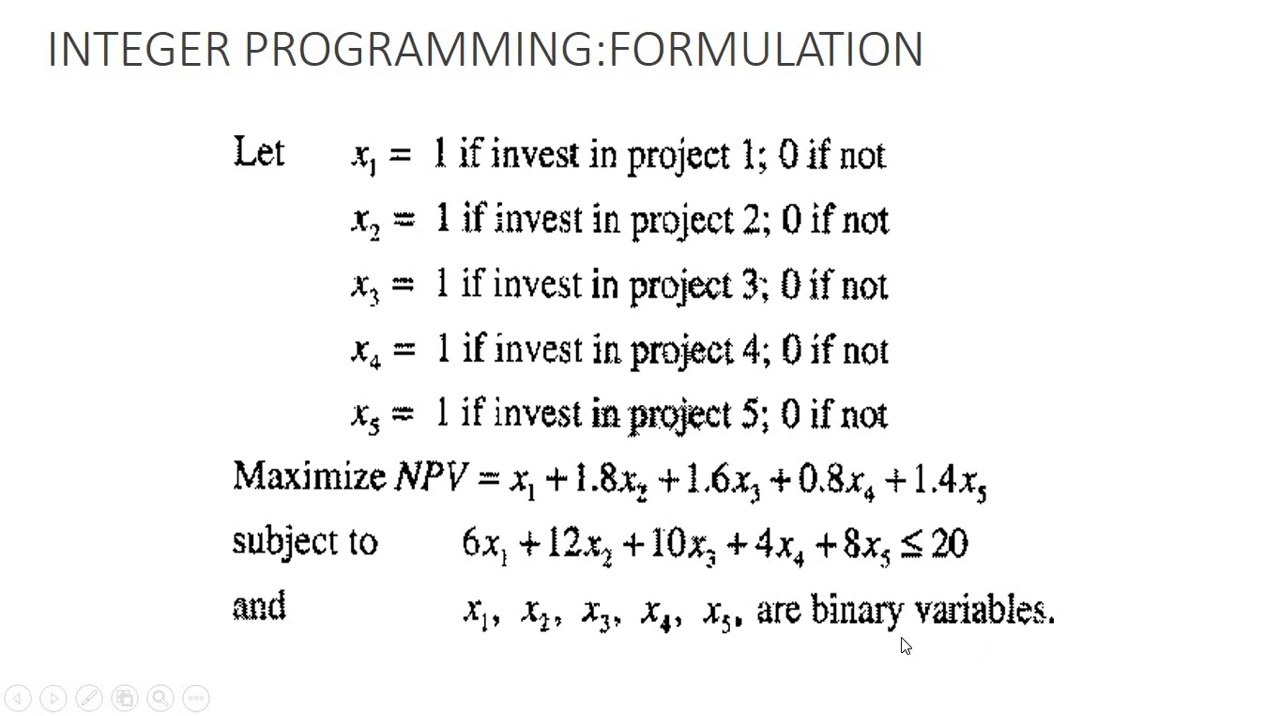 INTEGER PROGRAMMING:FORMULATION
Let x₁ = 1 if invest in project 1; 0 if not
x₂ = 1 if invest in project 2; 0 if not
x₃ = 1 if invest in project 3; 0 if not
x₄ = 1 if invest in project 4; 0 if not
x₅ = 1 if invest in project 5; 0 if not
Maximize NPV = x₁ + 1.8x₂ + 1.6x₃ + 0.8x₄ + 1.4x₅
subject to 6x₁ + 12x₂ + 10x₃ + 4x₄ + 8x₅ ≤ 20
and x₁, x₂, x₃, x₄, x₅, are binary variables.